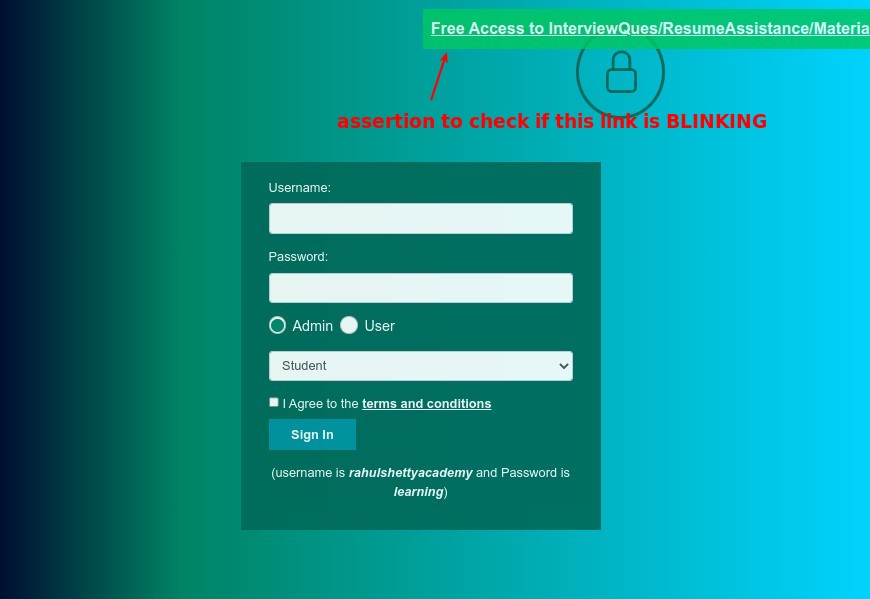 Free Access to InterviewQues/ResumeAssistance/Materia
assertion to check if this link is BLINKING
Username:
Password:
Admin User
Student
I Agree to the terms and conditions
Sign In
(username is rahulshettyacademy and Password is
learning)